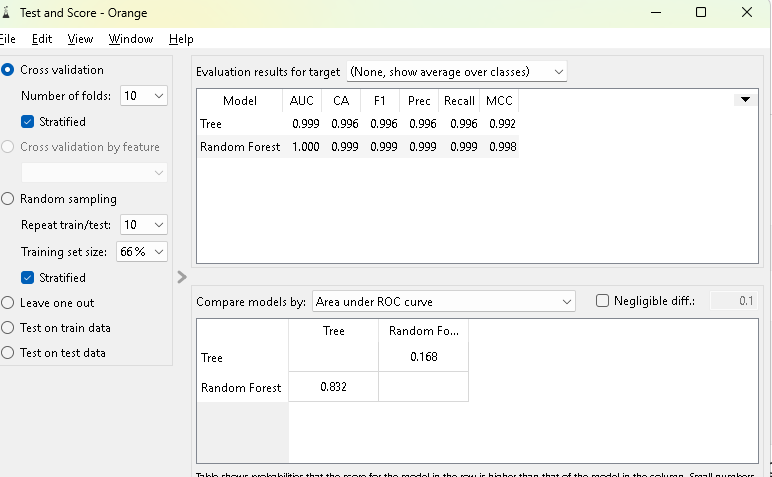 Test and Score - Orange
File Edit View Window Help
Cross validation
Number of folds: 10
Stratified
Cross validation by feature
Random sampling
Repeat train/test: 10
Training set size: 66%
Stratified
Leave one out
Test on train data
Test on test data
Evaluation results for target (None, show average over classes)
Model AUC CA F1 Prec Recall MCC
Tree 0.999 0.996 0.996 0.996 0.996 0.992
Random Forest 1.000 0.999 0.999 0.999 0.999 0.998
Compare models by: Area under ROC curve Negligible diff.: 0.1
Tree Random Fo...
Tree 0.168
Random Forest 0.832
Table shows probabilities that the score for the model in the row is higher than that of the model in the column. Small numbers